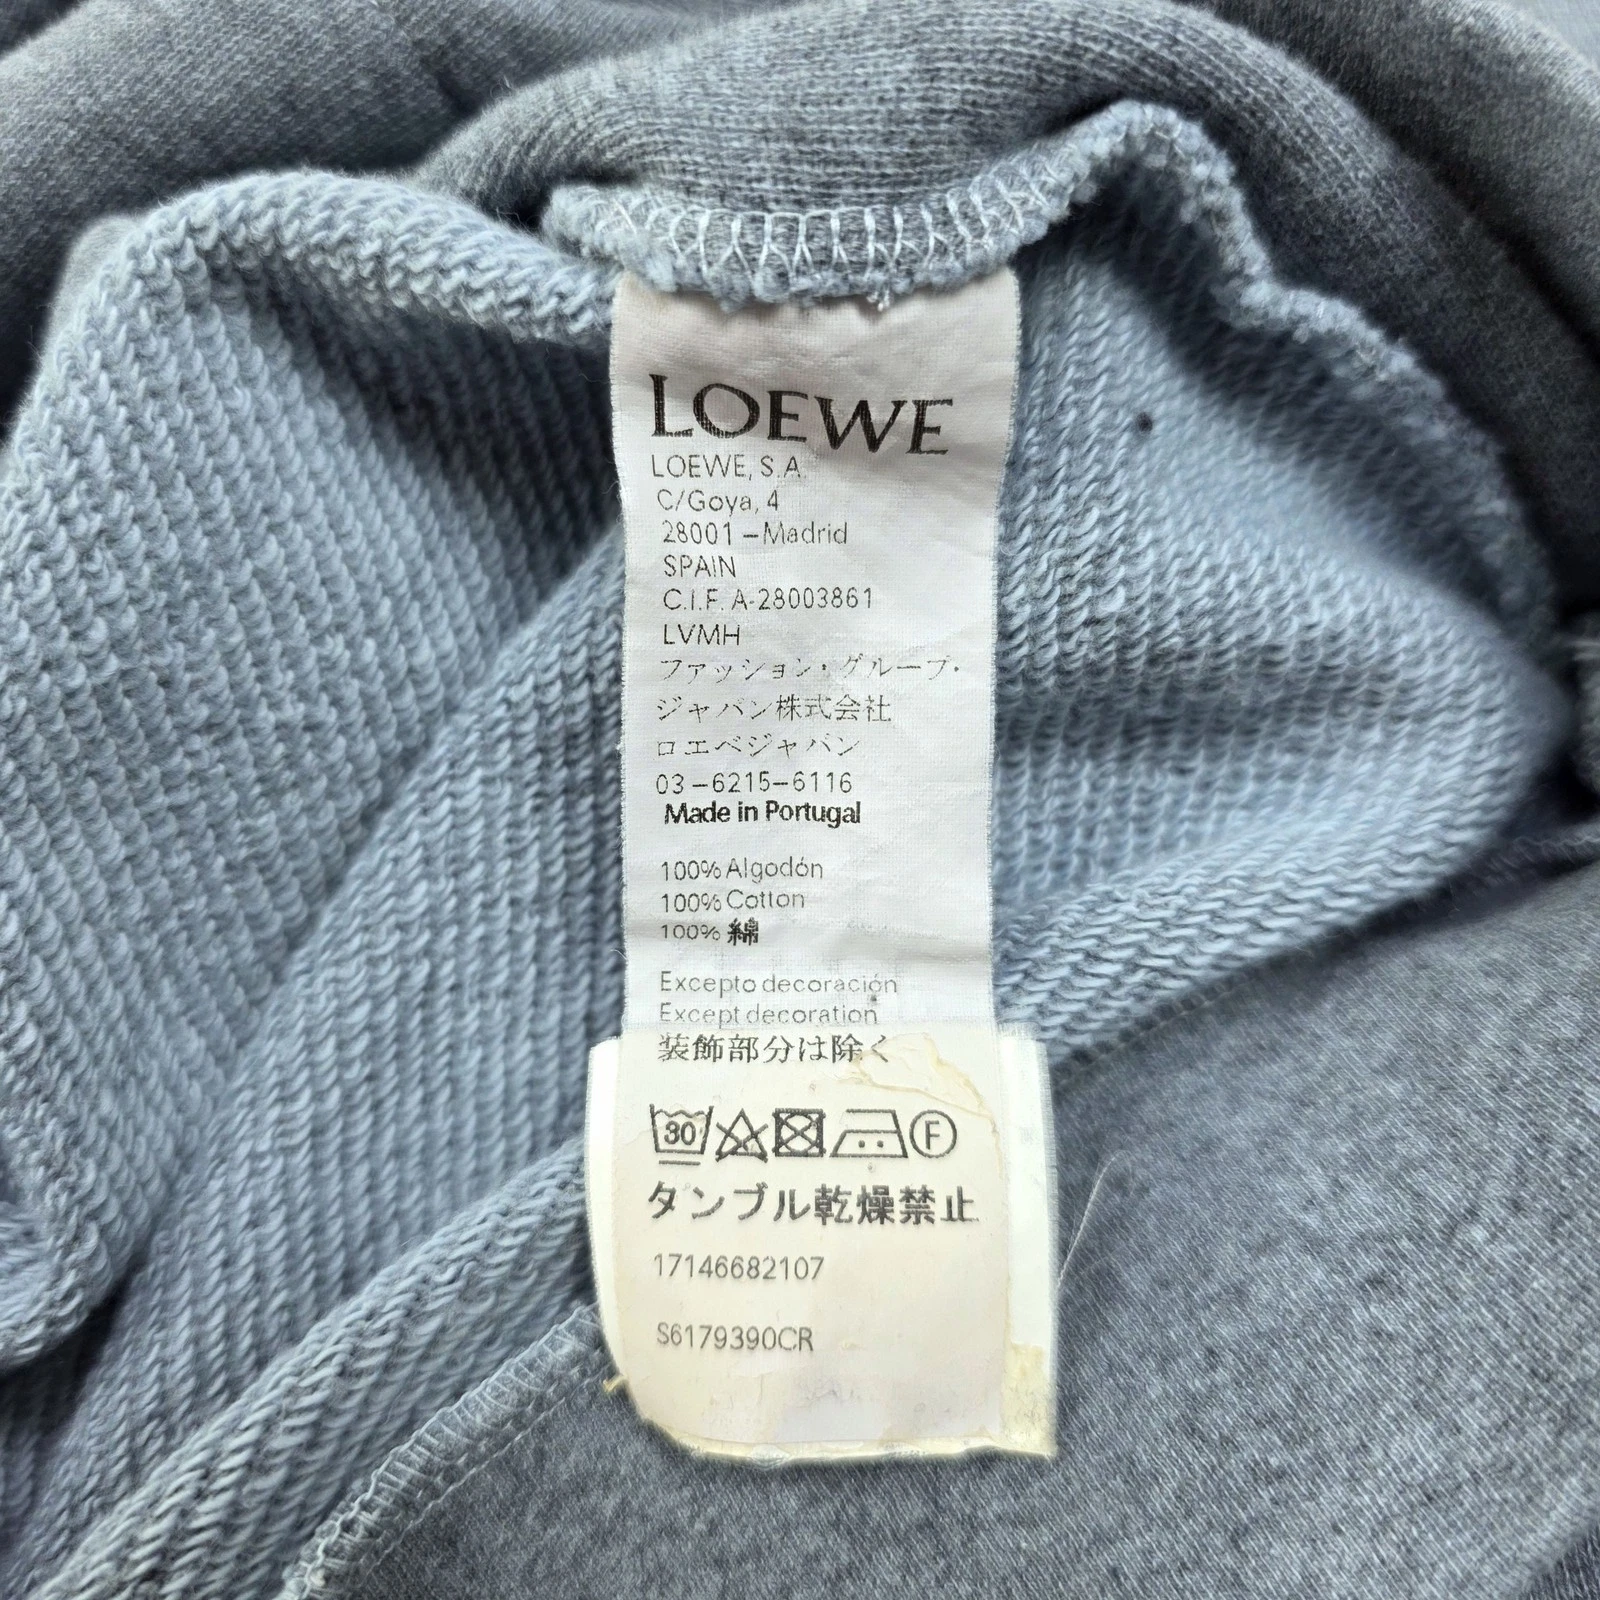 LOEWE
LOEWE, S.A.
C/Goya, 4
28001 – Madrid
SPAIN
C.I.F. A-28003861
LVMH
ファッション・グループ・
ジャパン株式会社
ロエベジャパン
03-6215-6116
Made in Portugal
100% Algodón
100% Cotton
100% 綿
Excepto decoración
Except decoration
装飾部分は除く
30 F
タンブル乾燥禁止
17146682107
S6179390CR